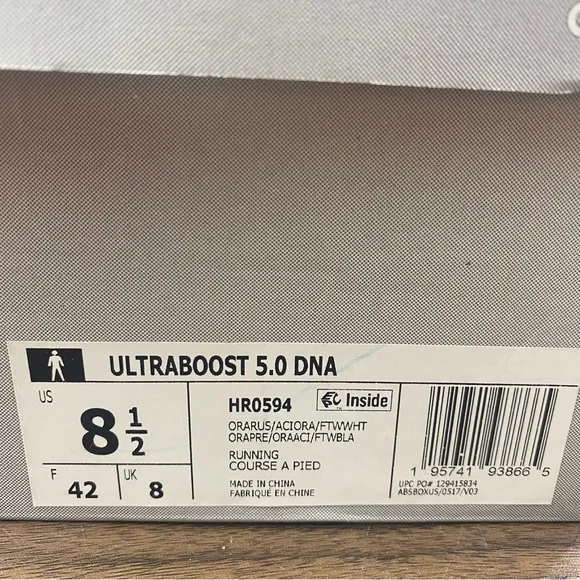 ULTRABOOST 5.0 DNA
US
8 1/2
F
42
UK
8
HR0594
Inside
ORARUS/ACIORA/FTWWHT
ORAPRE/ORAACI/FTWBLA
RUNNING
COURSE A PIED
MADE IN CHINA
FABRIQUÉ EN CHINE
1 95741 93866 5
UPC PO# 129415834
ABSBOXUS/0517/V03